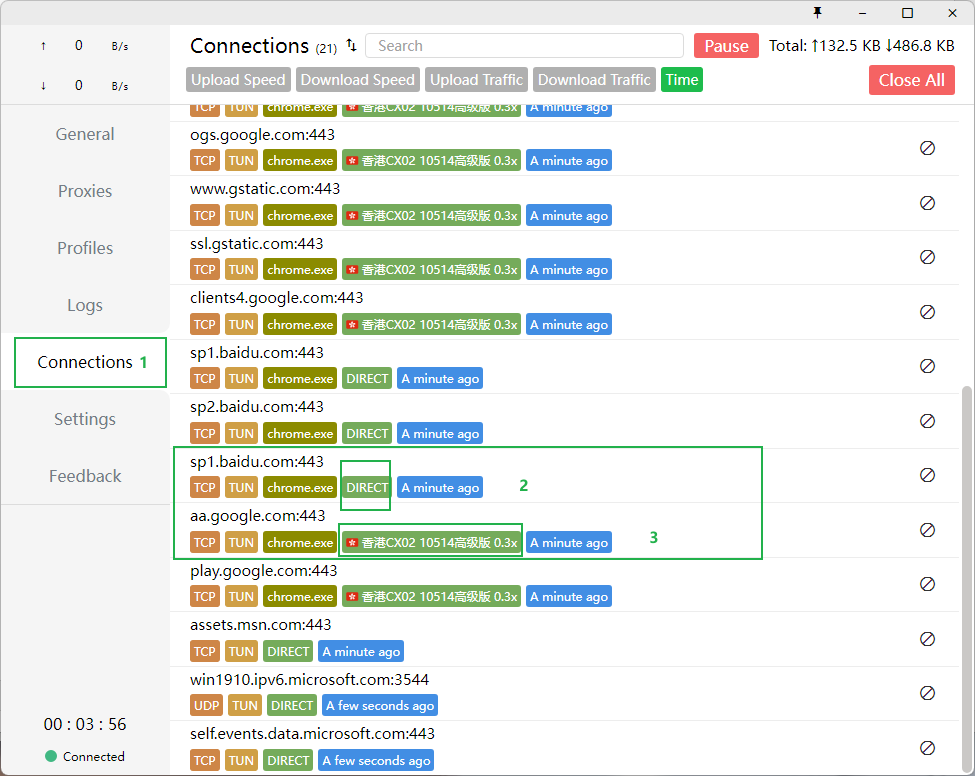 ↑ 0 B/s
↓ 0 B/s
General
Proxies
Profiles
Logs
Connections 1
Settings
Feedback
00 : 03 : 56
Connected
Connections (21) Search Pause Total: ↑132.5 KB ↓486.8 KB
Upload Speed Download Speed Upload Traffic Download Traffic Time Close All
TCP TUN chrome.exe 香港CX02 10514高级版 0.3x A minute ago
ogs.google.com:443
TCP TUN chrome.exe 香港CX02 10514高级版 0.3x A minute ago
www.gstatic.com:443
TCP TUN chrome.exe 香港CX02 10514高级版 0.3x A minute ago
ssl.gstatic.com:443
TCP TUN chrome.exe 香港CX02 10514高级版 0.3x A minute ago
clients4.google.com:443
TCP TUN chrome.exe 香港CX02 10514高级版 0.3x A minute ago
sp1.baidu.com:443
TCP TUN chrome.exe DIRECT A minute ago
sp2.baidu.com:443
TCP TUN chrome.exe DIRECT A minute ago
sp1.baidu.com:443
TCP TUN chrome.exe DIRECT A minute ago 2
aa.google.com:443
TCP TUN chrome.exe 香港CX02 10514高级版 0.3x A minute ago 3
play.google.com:443
TCP TUN chrome.exe 香港CX02 10514高级版 0.3x A minute ago
assets.msn.com:443
TCP TUN DIRECT A minute ago
win1910.ipv6.microsoft.com:3544
UDP TUN DIRECT A few seconds ago
self.events.data.microsoft.com:443
TCP TUN DIRECT A few seconds ago